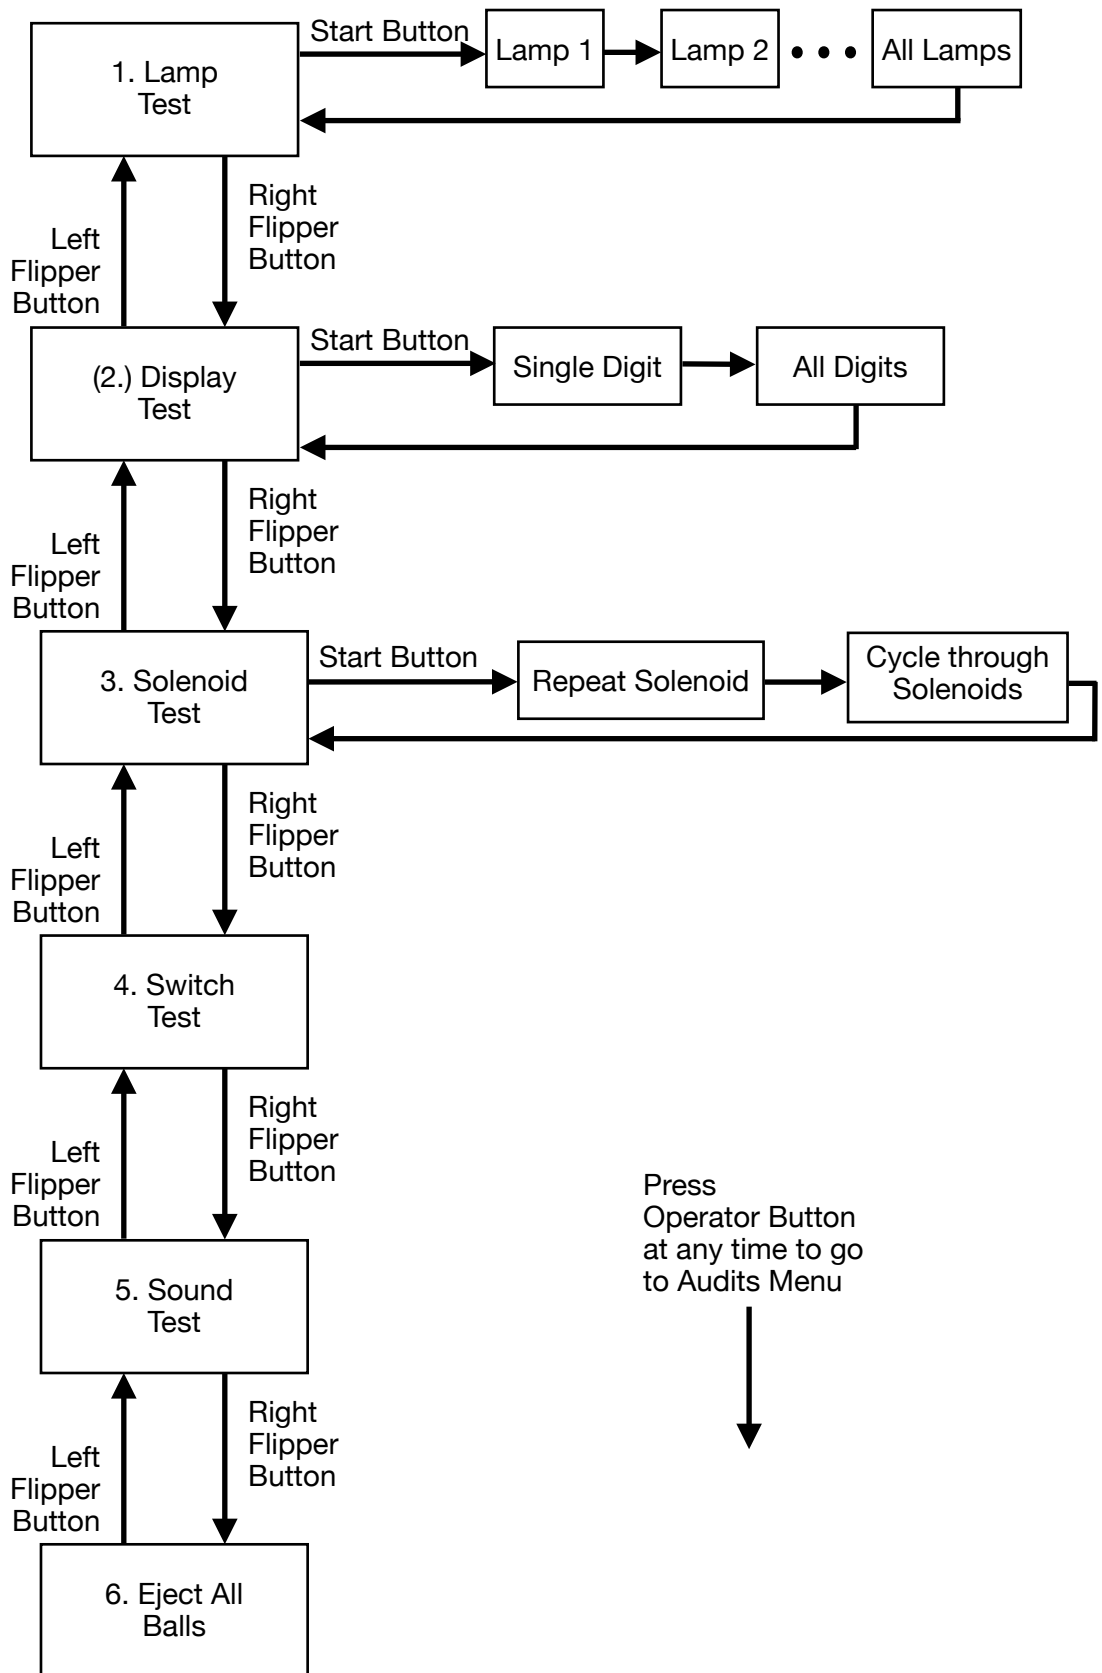 Start Button
Lamp 1
Lamp 2
All Lamps
1. Lamp
Test
Right
Flipper
Button
Left
Flipper
Button
Start Button
(2.) Display
Test
Single Digit
All Digits
Right
Flipper
Button
Left
Flipper
Button
Start Button
3. Solenoid
Test
Repeat Solenoid
Cycle through
Solenoids
Right
Flipper
Button
Left
Flipper
Button
4. Switch
Test
Right
Flipper
Button
Left
Flipper
Button
Press
Operator Button
at any time to go
to Audits Menu
5. Sound
Test
Right
Flipper
Button
Left
Flipper
Button
6. Eject All
Balls